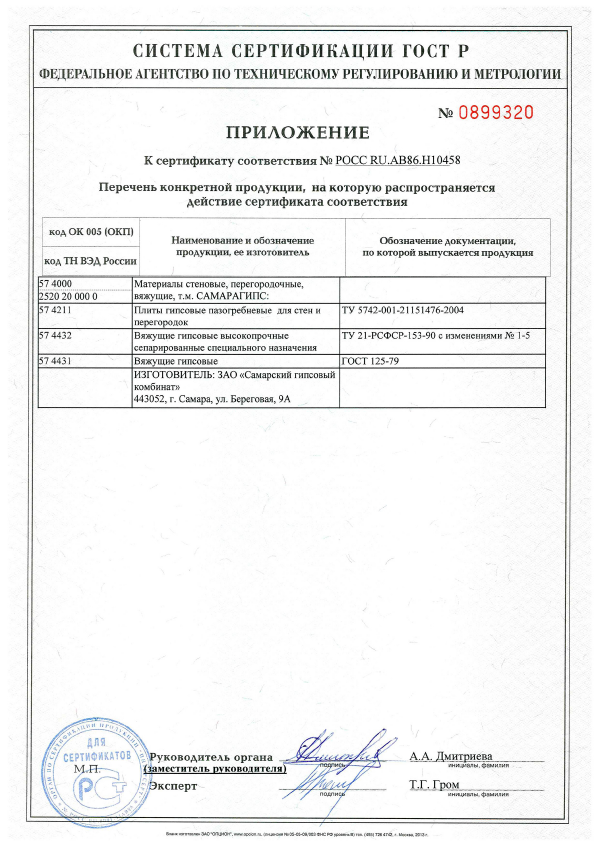 СИСТЕМА СЕРТИФИКАЦИИ ГОСТ Р
ФЕДЕРАЛЬНОЕ АГЕНТСТВО ПО ТЕХНИЧЕСКОМУ РЕГУЛИРОВАНИЮ И МЕТРОЛОГИИ
№ 0899320
ПРИЛОЖЕНИЕ
К сертификату соответствия № РОСС RU.АВ86.Н10458
Перечень конкретной продукции, на которую распространяется
действие сертификата соответствия
код ОК 005 (ОКП)
код ТН ВЭД России
Наименование и обозначение
продукции, ее изготовитель
Обозначение документации,
по которой выпускается продукция
57 4000
2520 20 000 0
Материалы стеновые, перегородочные,
вяжущие, т.м. САМАРАГИПС:
57 4211
Плиты гипсовые пазогребневые для стен и
перегородок
ТУ 5742-001-21151476-2004
57 4432
Вяжущие гипсовые высокопрочные
сепарированные специального назначения
ТУ 21-РСФСР-153-90 с изменениями № 1-5
57 4431
Вяжущие гипсовые
ГОСТ 125-79
ИЗГОТОВИТЕЛЬ: ЗАО «Самарский гипсовый
комбинат»
443052, г. Самара, ул. Береговая, 9А
ДЛЯ
СЕРТИФИКАТОВ
М.П.
Руководитель органа
(заместитель руководителя)
подпись
А.А. Дмитриева
инициалы, фамилия
Эксперт
подпись
Т.Г. Гром
инициалы, фамилия